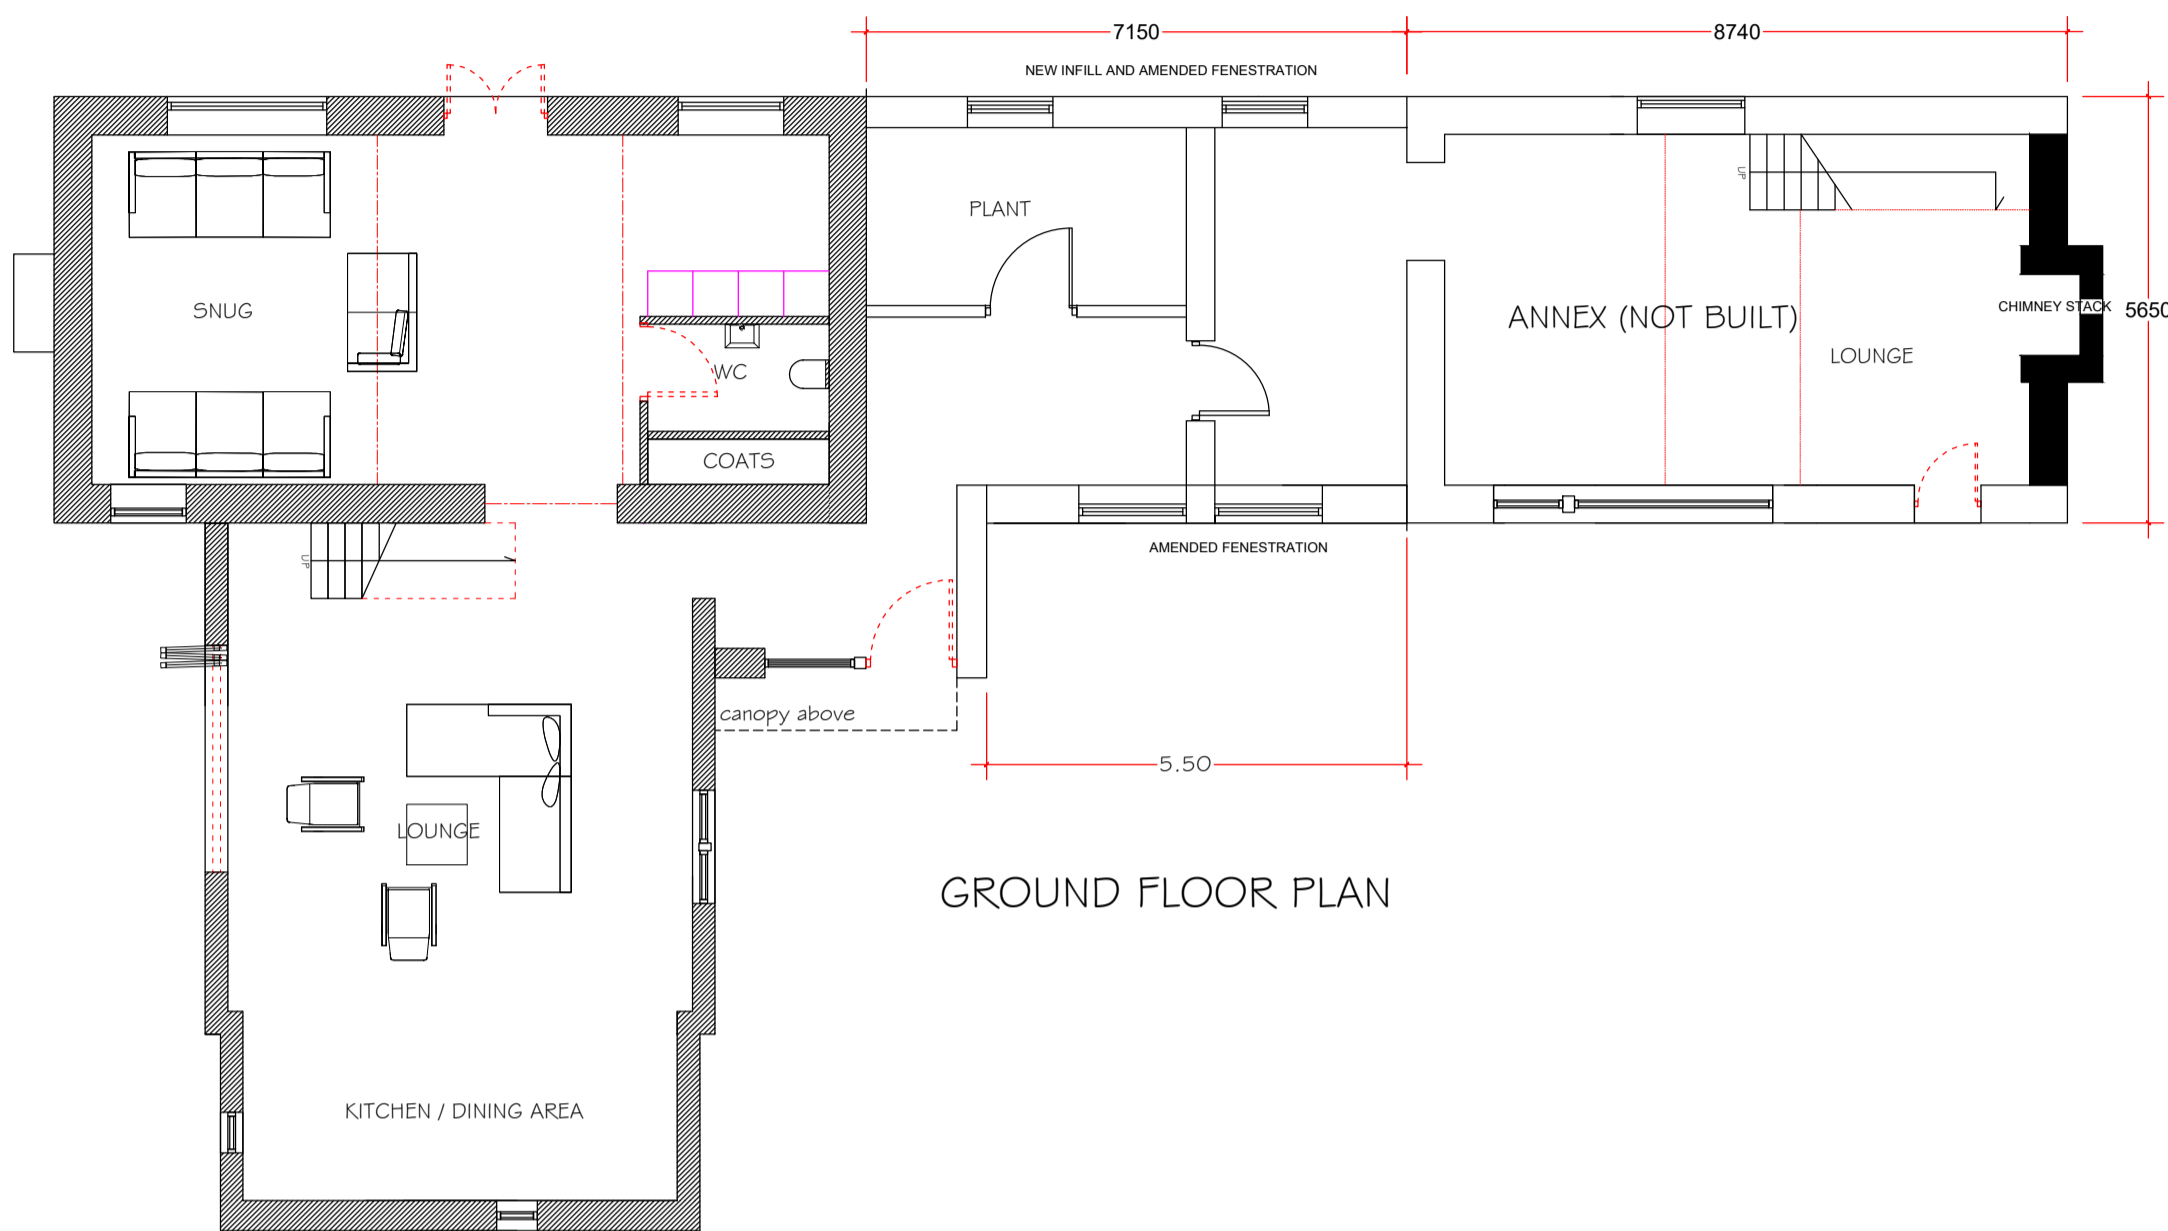 7150
8740
NEW INFILL AND AMENDED FENESTRATION
UP
PLANT
SNUG
ANNEX (NOT BUILT)
CHIMNEY STACK
5650
LOUNGE
WC
COATS
AMENDED FENESTRATION
UP
canopy above
5.50
LOUNGE
GROUND FLOOR PLAN
KITCHEN / DINING AREA